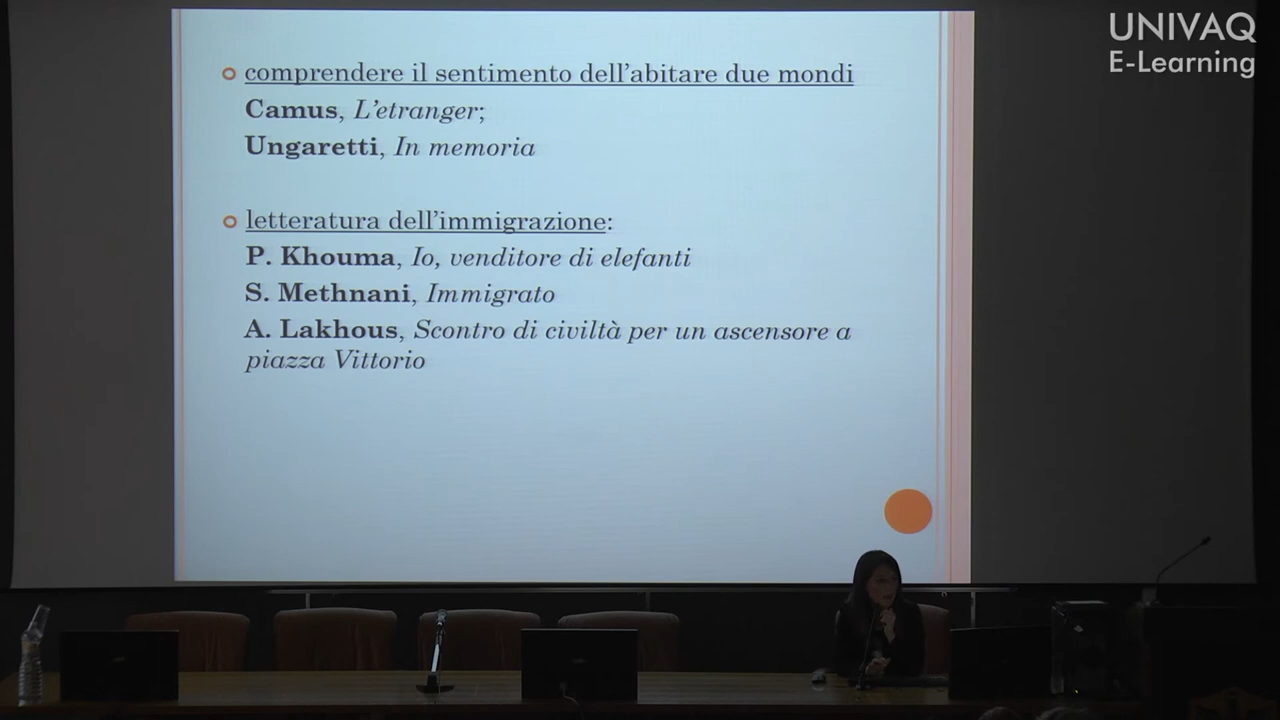 UNIVAQ
E-Learning
comprendere il sentimento dell'abitare due mondi
Camus, L'etranger;
Ungaretti, In memoria
letteratura dell'immigrazione:
P. Khouma, Io, venditore di elefanti
S. Methnani, Immigrato
A. Lakhous, Scontro di civiltà per un ascensore a
piazza Vittorio